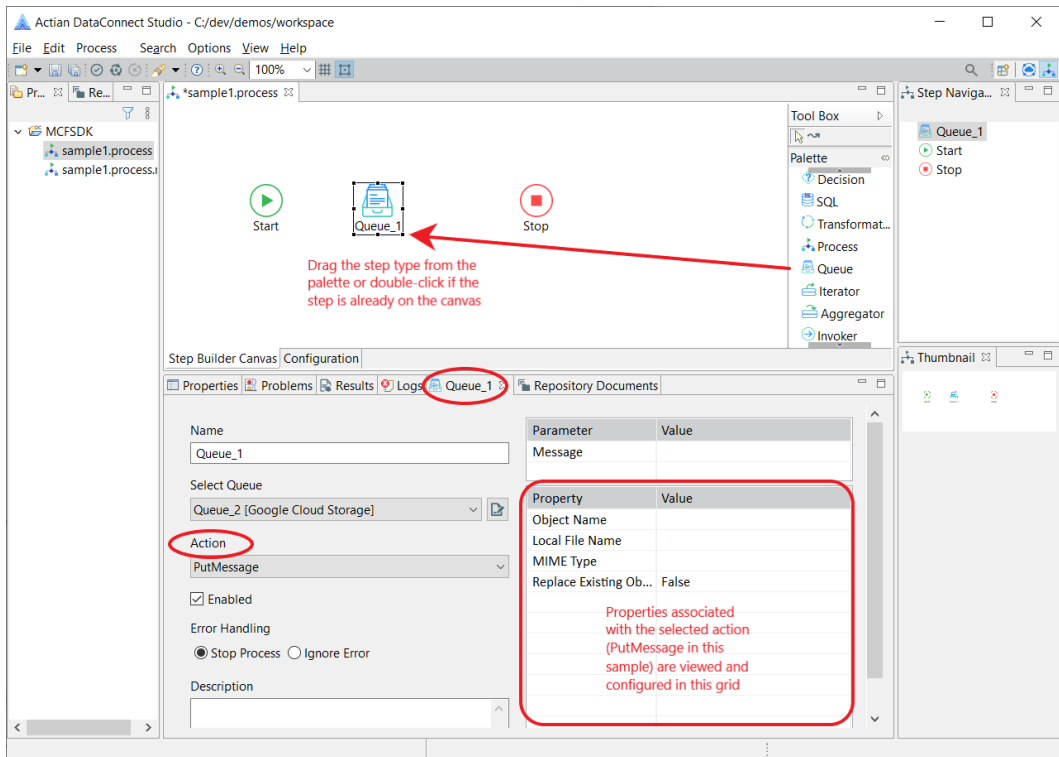 Actian DataConnect Studio - C:/dev/demos/workspace
File Edit Process Search Options View Help
100%
Pr... Re...
*sample1.process
Step Naviga...
MCFSDK
sample1.process
sample1.process.r
Tool Box
Palette
Decision
SQL
Transformat...
Process
Queue
Iterator
Aggregator
Invoker
Queue_1
Start
Stop
Start
Queue_1
Stop
Drag the step type from the
palette or double-click if the
step is already on the canvas
Step Builder Canvas Configuration
Thumbnail
Properties Problems Results Logs Queue_1 Repository Documents
Name
Queue_1
Select Queue
Queue_2 [Google Cloud Storage]
Action
PutMessage
Enabled
Error Handling
Stop Process Ignore Error
Description
Parameter Value
Message
Property Value
Object Name
Local File Name
MIME Type
Replace Existing Ob... False
Properties associated
with the selected action
(PutMessage in this
sample) are viewed and
configured in this grid